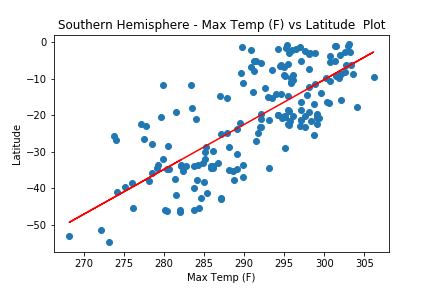 Southern Hemisphere - Max Temp (F) vs Latitude  Plot
0
−10
−20
−30
−40
−50
Latitude
270 275 280 285 290 295 300 305
Max Temp (F)